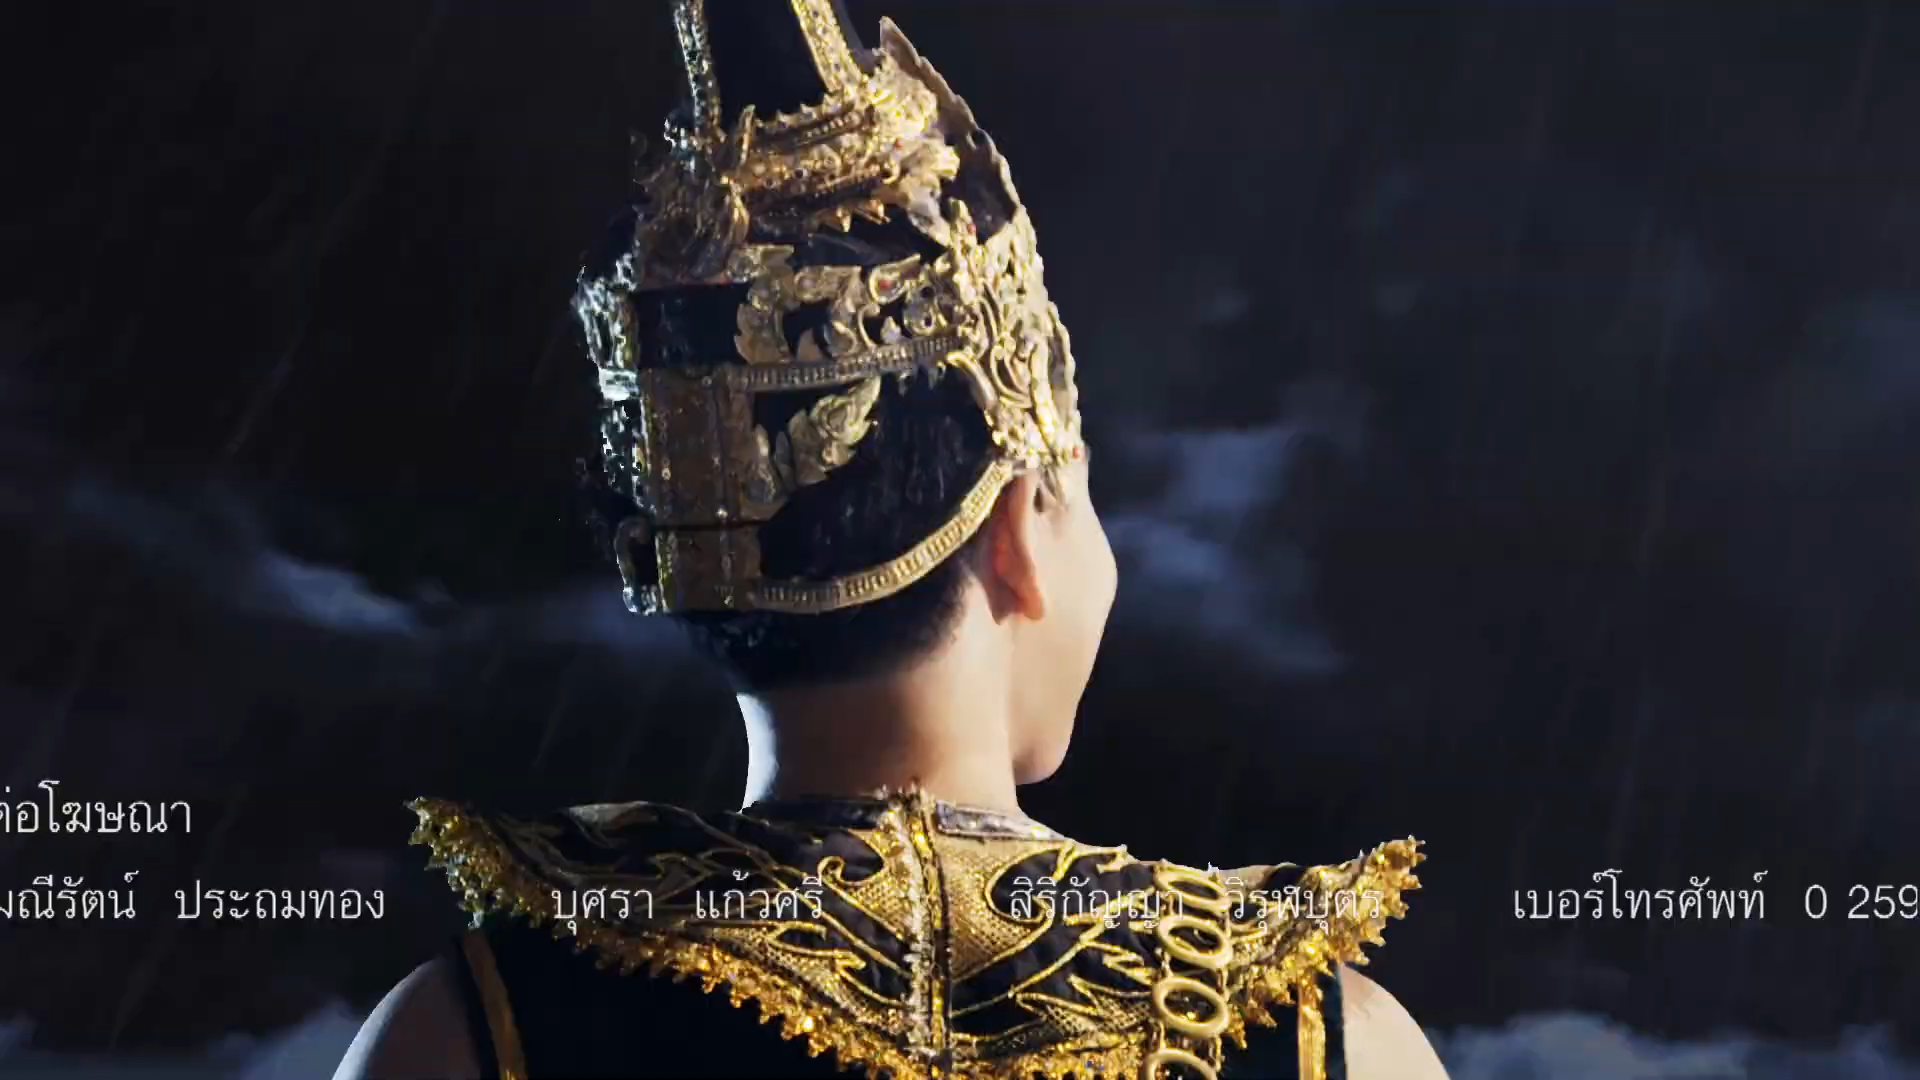 ต่อโฆษณา
มณีรัตน์ ประถมทอง บุศรา แก้วศรี สิริกัญญา วิรุฬบุตร เบอร์โทรศัพท์ 0 259